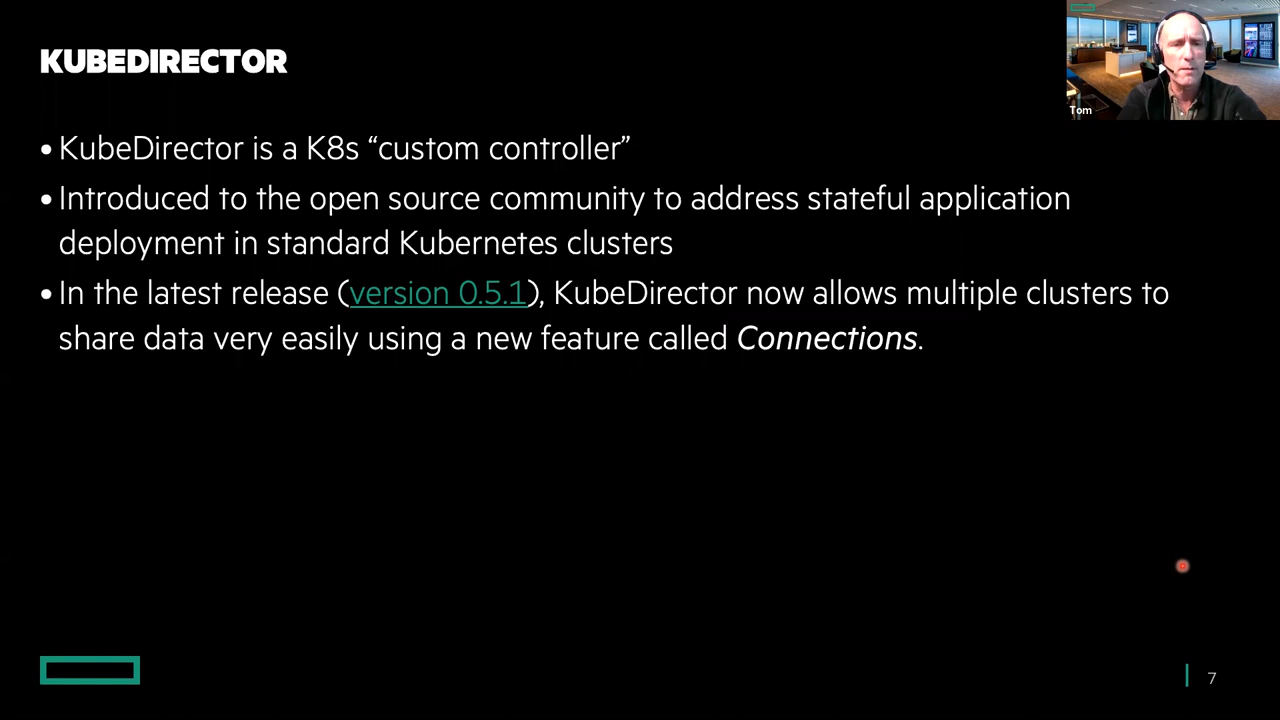 KUBEDIRECTOR
Tom
• KubeDirector is a K8s “custom controller”
• Introduced to the open source community to address stateful application
deployment in standard Kubernetes clusters
• In the latest release (version 0.5.1), KubeDirector now allows multiple clusters to
share data very easily using a new feature called Connections.
7